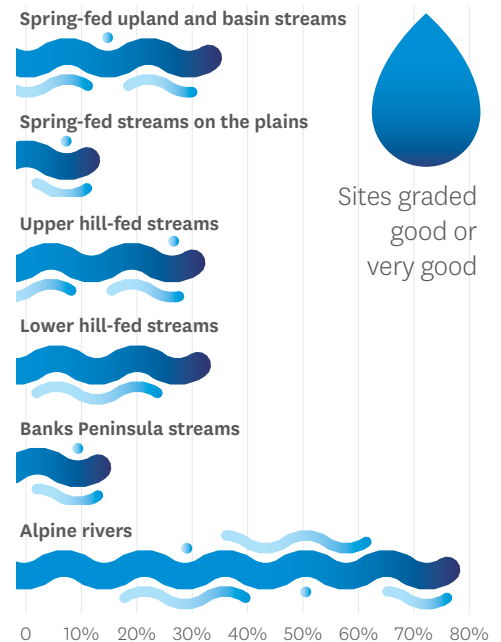 Spring-fed upland and basin streams
Spring-fed streams on the plains
Sites graded
good or
very good
Upper hill-fed streams
Lower hill-fed streams
Banks Peninsula streams
Alpine rivers
0 10% 20% 30% 40% 50% 60% 70% 80%